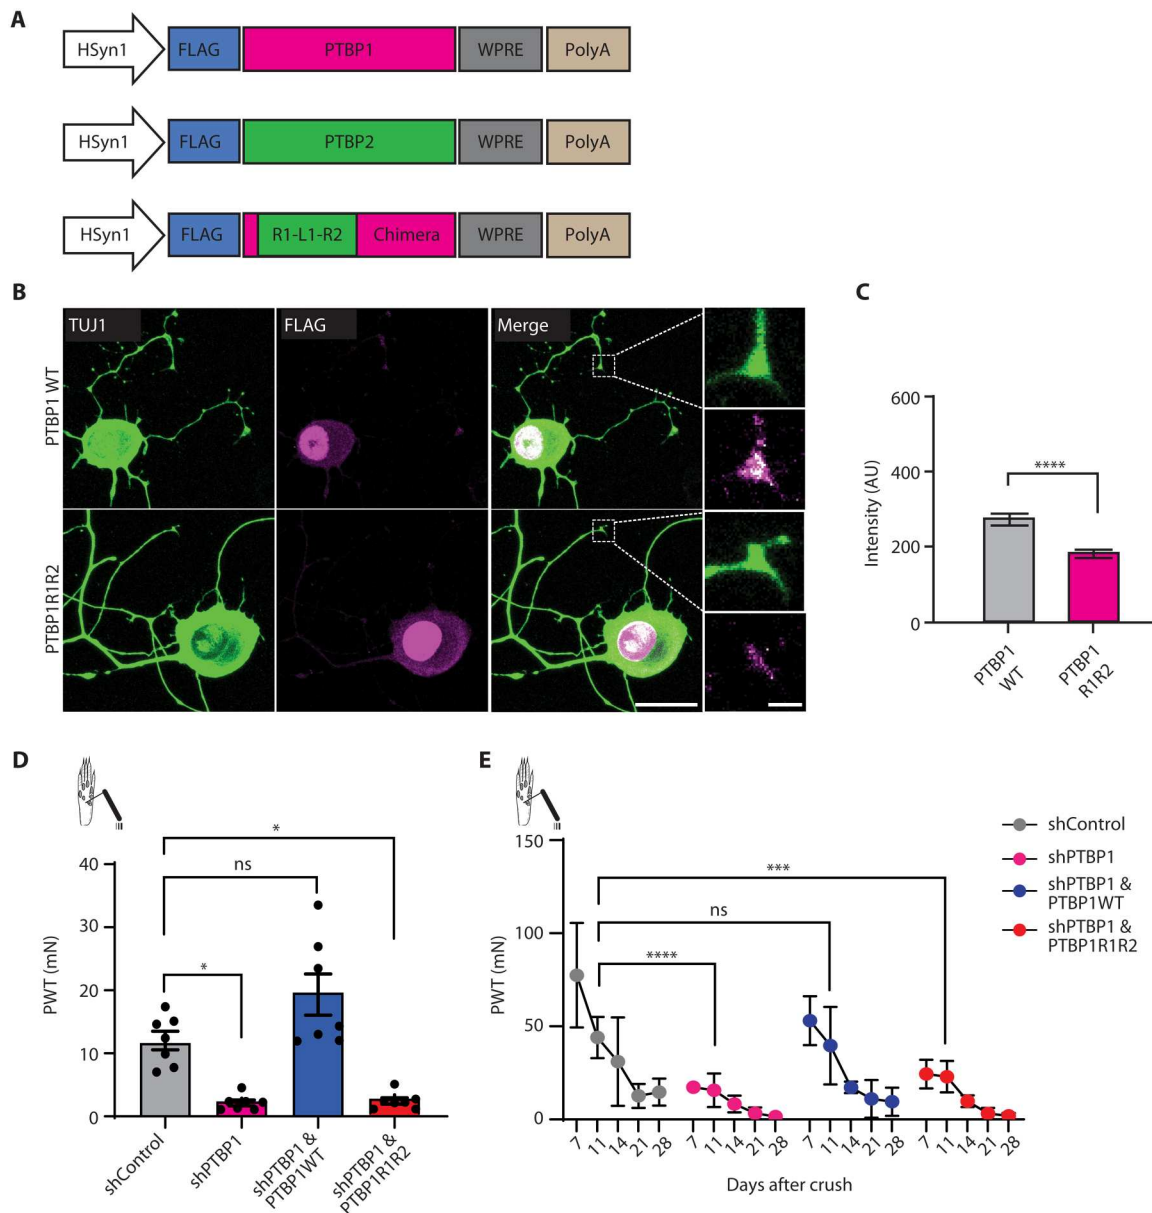 A
HSyn1 FLAG PTBP1 WPRE PolyA
HSyn1 FLAG PTBP2 WPRE PolyA
HSyn1 FLAG R1-L1-R2 Chimera WPRE PolyA
B
TUJ1 FLAG Merge
PTBP1 WT
PTBP1R1R2
C
600
400
200
0
Intensity (AU)
****
PTBP1
WT
PTBP1
R1R2
D
40
30
20
10
0
PWT (mN)
*
ns
*
shControl
shPTBP1
shPTBP1 &
PTBP1WT
shPTBP1 &
PTBP1R1R2
E
150
100
50
0
PWT (mN)
***
ns
****
7 11 14 21 28 7 11 14 21 28 7 11 14 21 28 7 11 14 21 28
Days after crush
shControl
shPTBP1
shPTBP1 &
PTBP1WT
shPTBP1 &
PTBP1R1R2